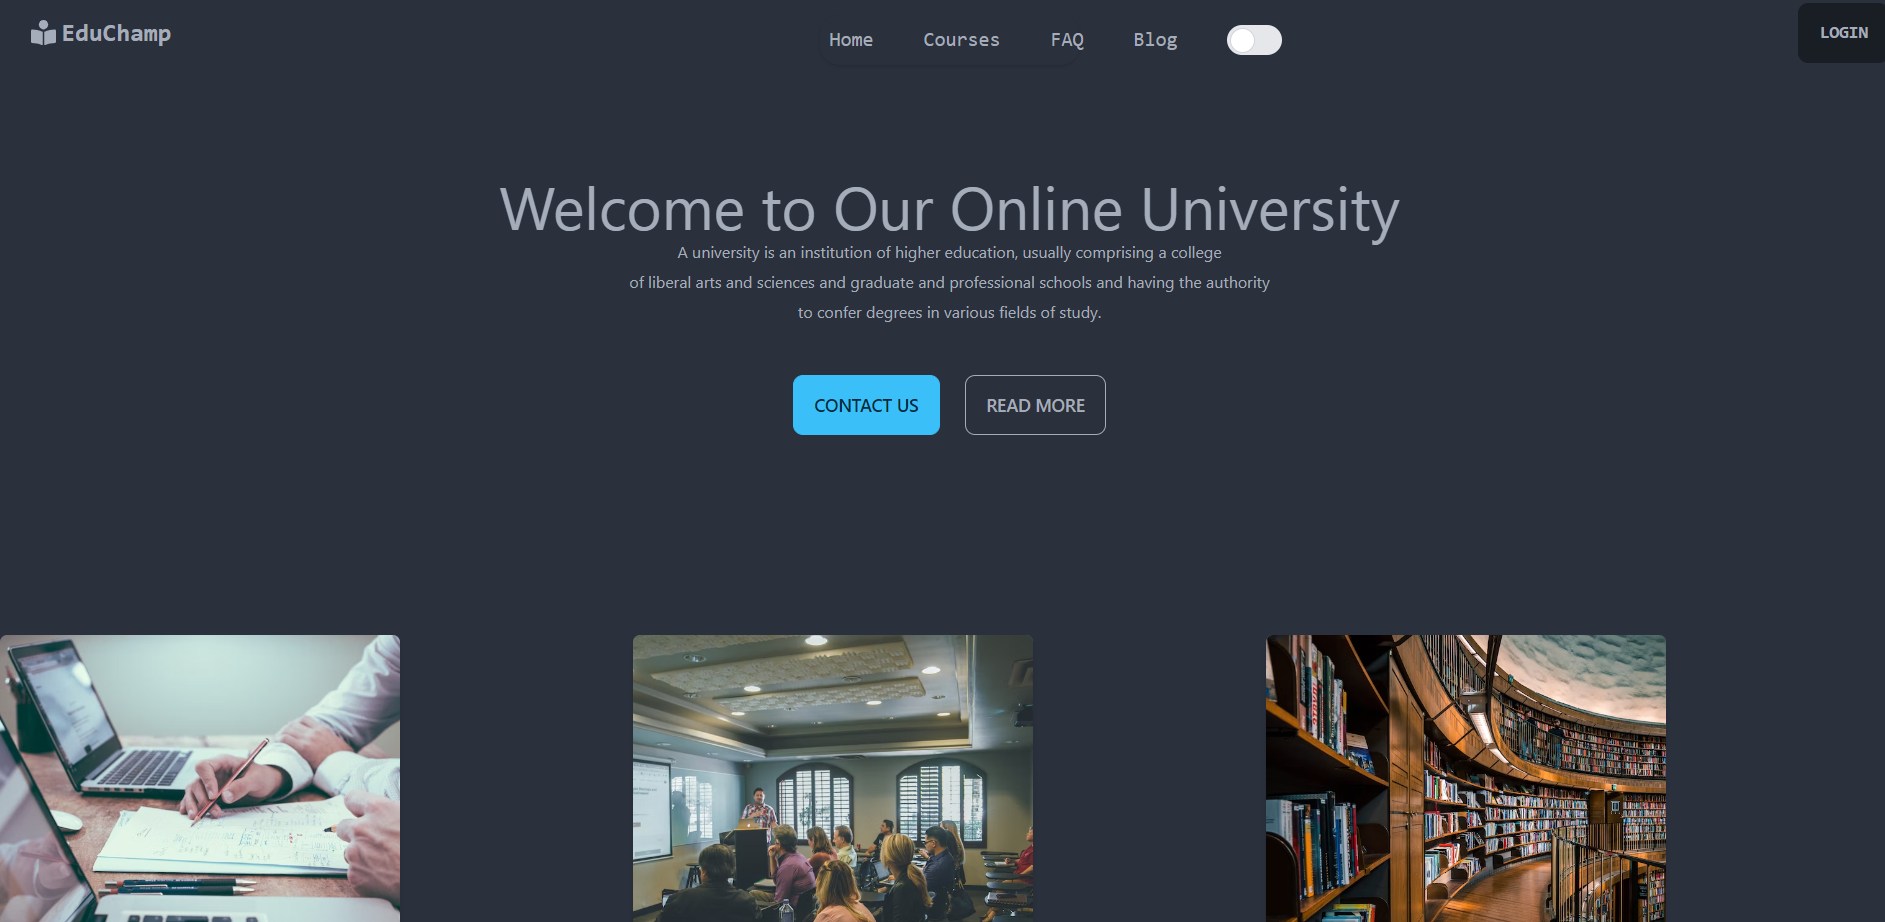 EduChamp
Home
Courses
FAQ
Blog
LOGIN
Welcome to Our Online University
A university is an institution of higher education, usually comprising a college
of liberal arts and sciences and graduate and professional schools and having the authority
to confer degrees in various fields of study.
CONTACT US
READ MORE